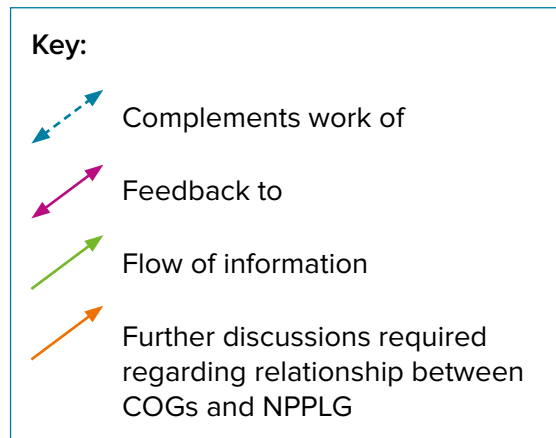 Key:
Complements work of
Feedback to
Flow of information
Further discussions required
regarding relationship between
COGs and NPPLG